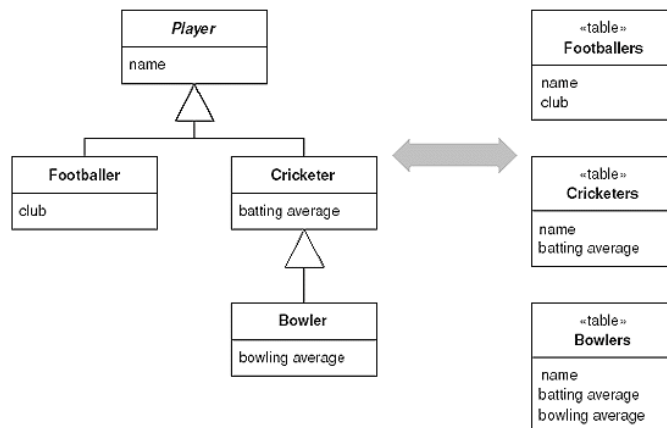 Player
name
Footballer
club
Cricketer
batting average
Bowler
bowling average
«table»
Footballers
name
club
«table»
Cricketers
name
batting average
«table»
Bowlers
name
batting average
bowling average